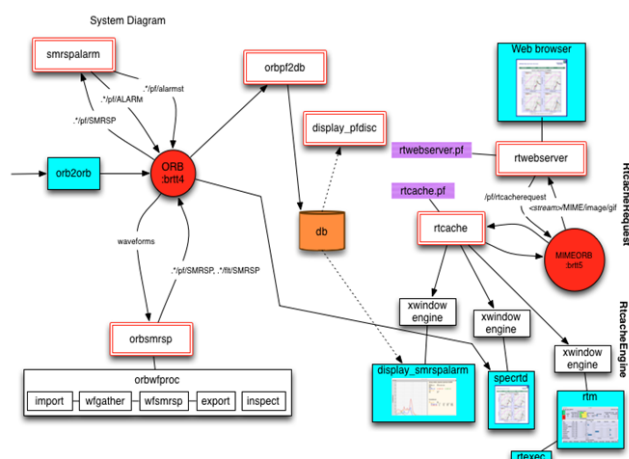 System Diagram
smrspalarm
.*/pf/ALARM
.*/pf/alarmst
.*/pf/SMRSP
orb2orb
ORB
:brtt4
waveforms
.*/pf/SMRSP, .*/flt/SMRSP
orbsmrsp
orbwfproc
import
wfgather
wfsmrsp
export
inspect
orbpf2db
display_pfdisc
db
Web browser
rtwebserver.pf
rtwebserver
rtcache.pf
rtcache
/pf/rtcacherequest
<stream>/MIME/image/gif
MIMEORB
:brtt5
RtcacheRequest
RtcacheEngine
xwindow
engine
xwindow
engine
xwindow
engine
display_smrspalarm
specrtd
rtm
rtexec